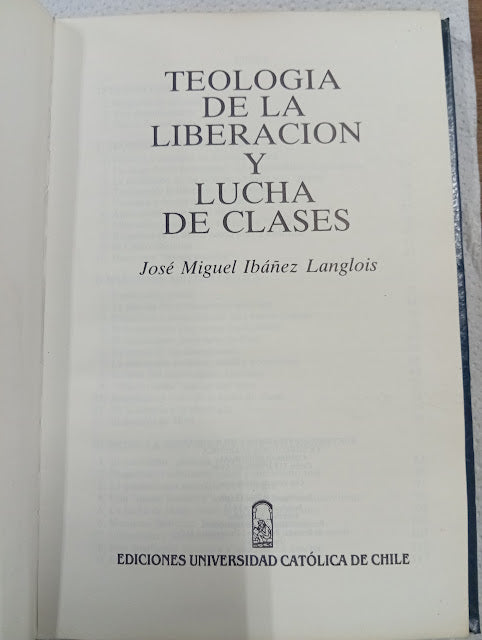 TEOLOGIA
DE LA
LIBERACION
Y
LUCHA
DE CLASES
José Miguel Ibáñez Langlois
EDICIONES UNIVERSIDAD CATÓLICA DE CHILE